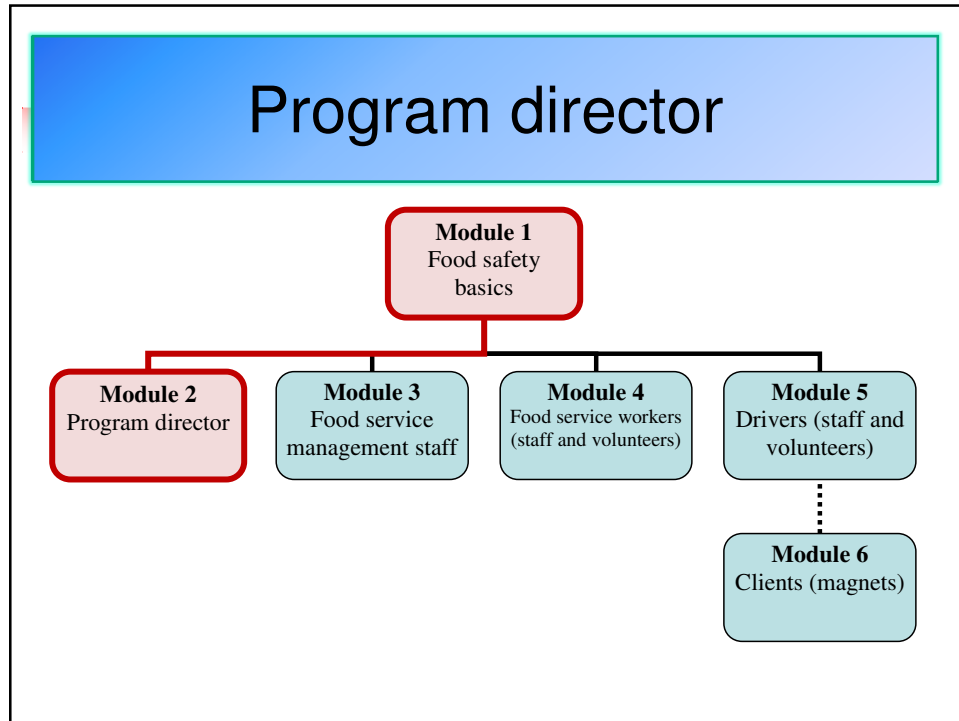 Program director
Module 1
Food safety
basics
Module 2
Program director
Module 3
Food service
management staff
Module 4
Food service workers
(staff and volunteers)
Module 5
Drivers (staff and
volunteers)
Module 6
Clients (magnets)